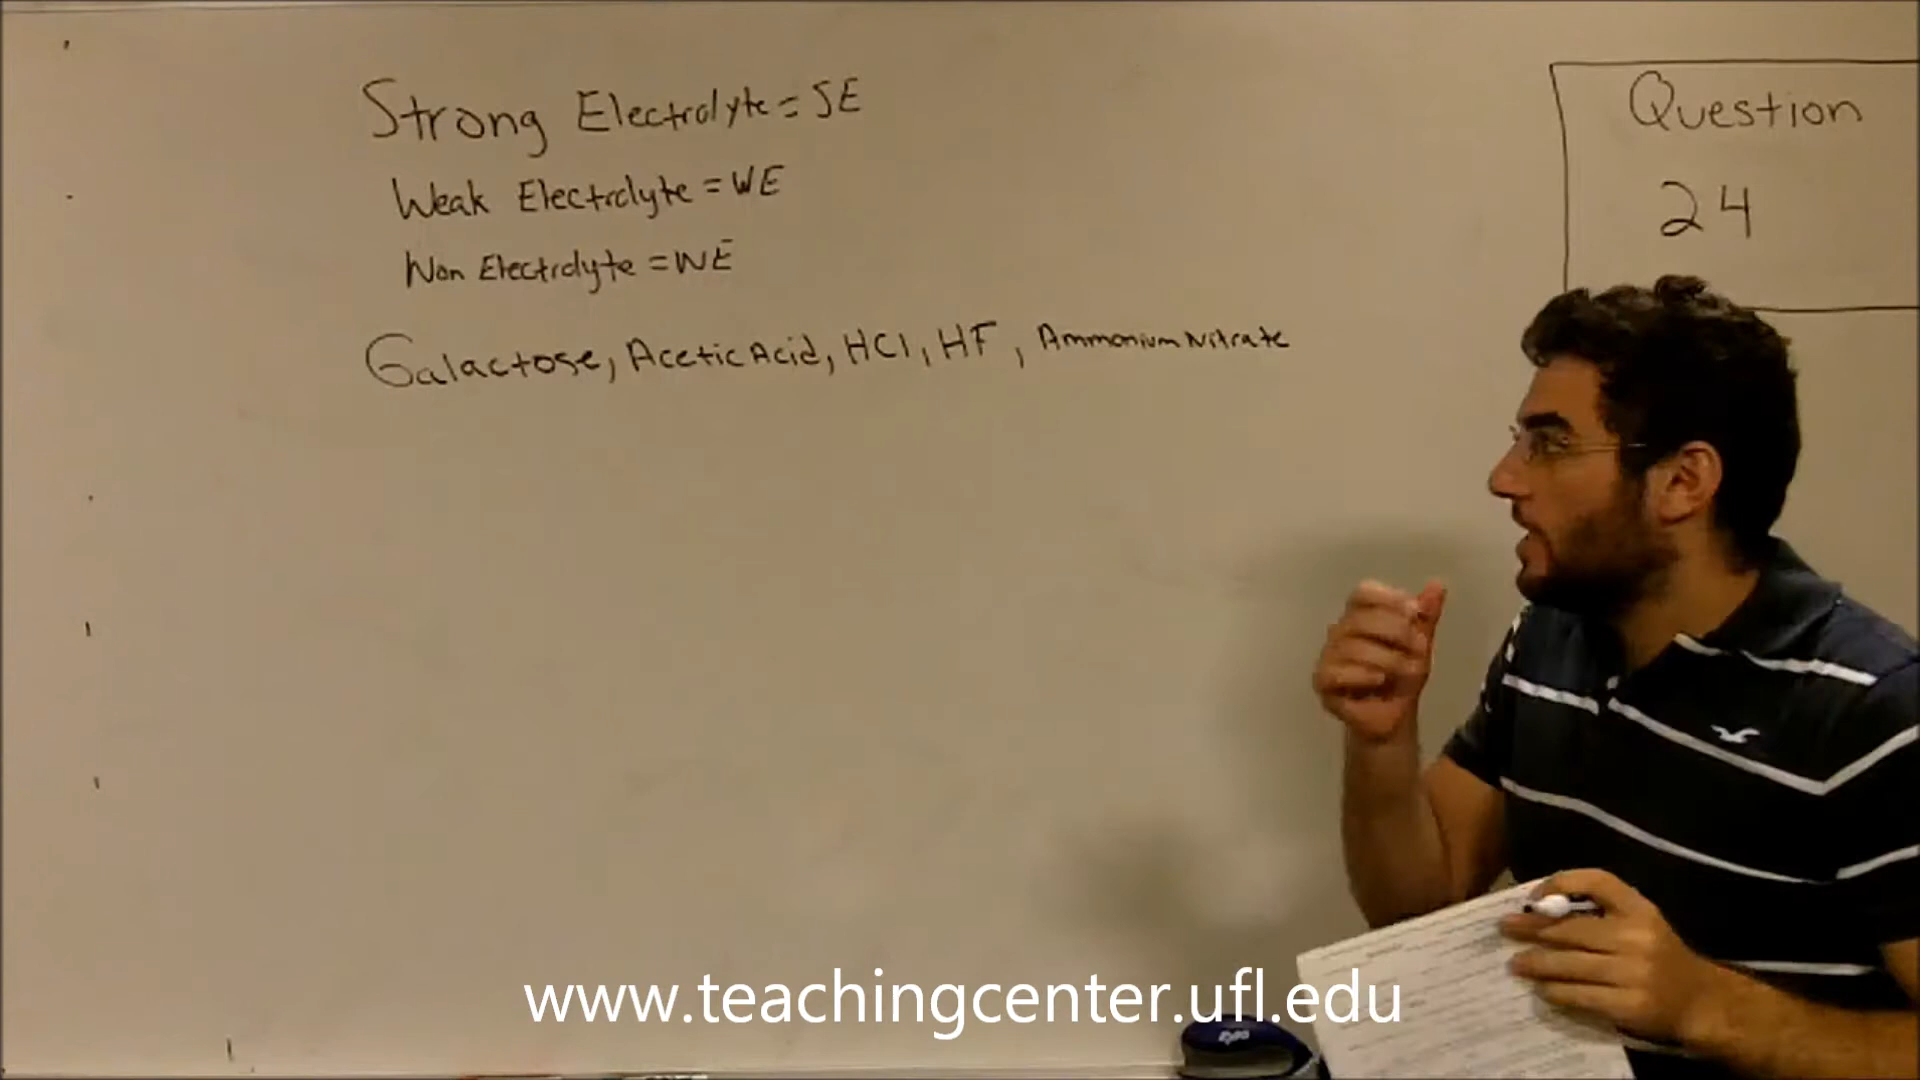 Strong Electrolyte = SE
Weak Electrolyte = WE
Non Electrolyte = NE
Galactose, Acetic Acid, HCl, HF, Ammonium Nitrate
Question
24
www.teachingcenter.ufl.edu